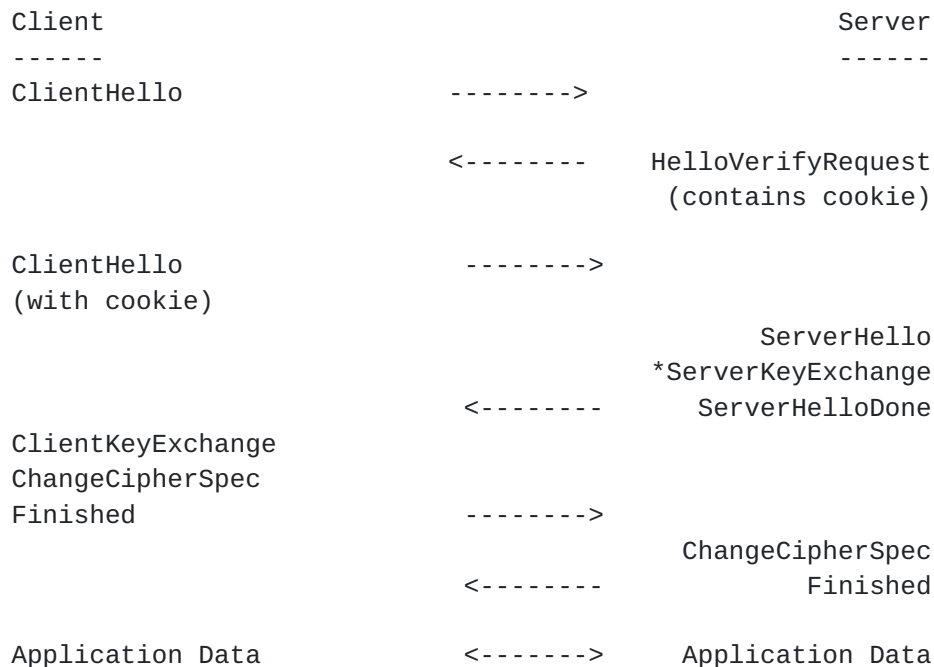 Client                                                Server
------                                                ------
ClientHello                 -------->
                            <--------    HelloVerifyRequest
                                          (contains cookie)
ClientHello                  -------->
(with cookie)
                                                ServerHello
                                         *ServerKeyExchange
                             <--------      ServerHelloDone
ClientKeyExchange
ChangeCipherSpec
Finished                     -------->
                                           ChangeCipherSpec
                             <--------             Finished
Application Data             <------->     Application Data